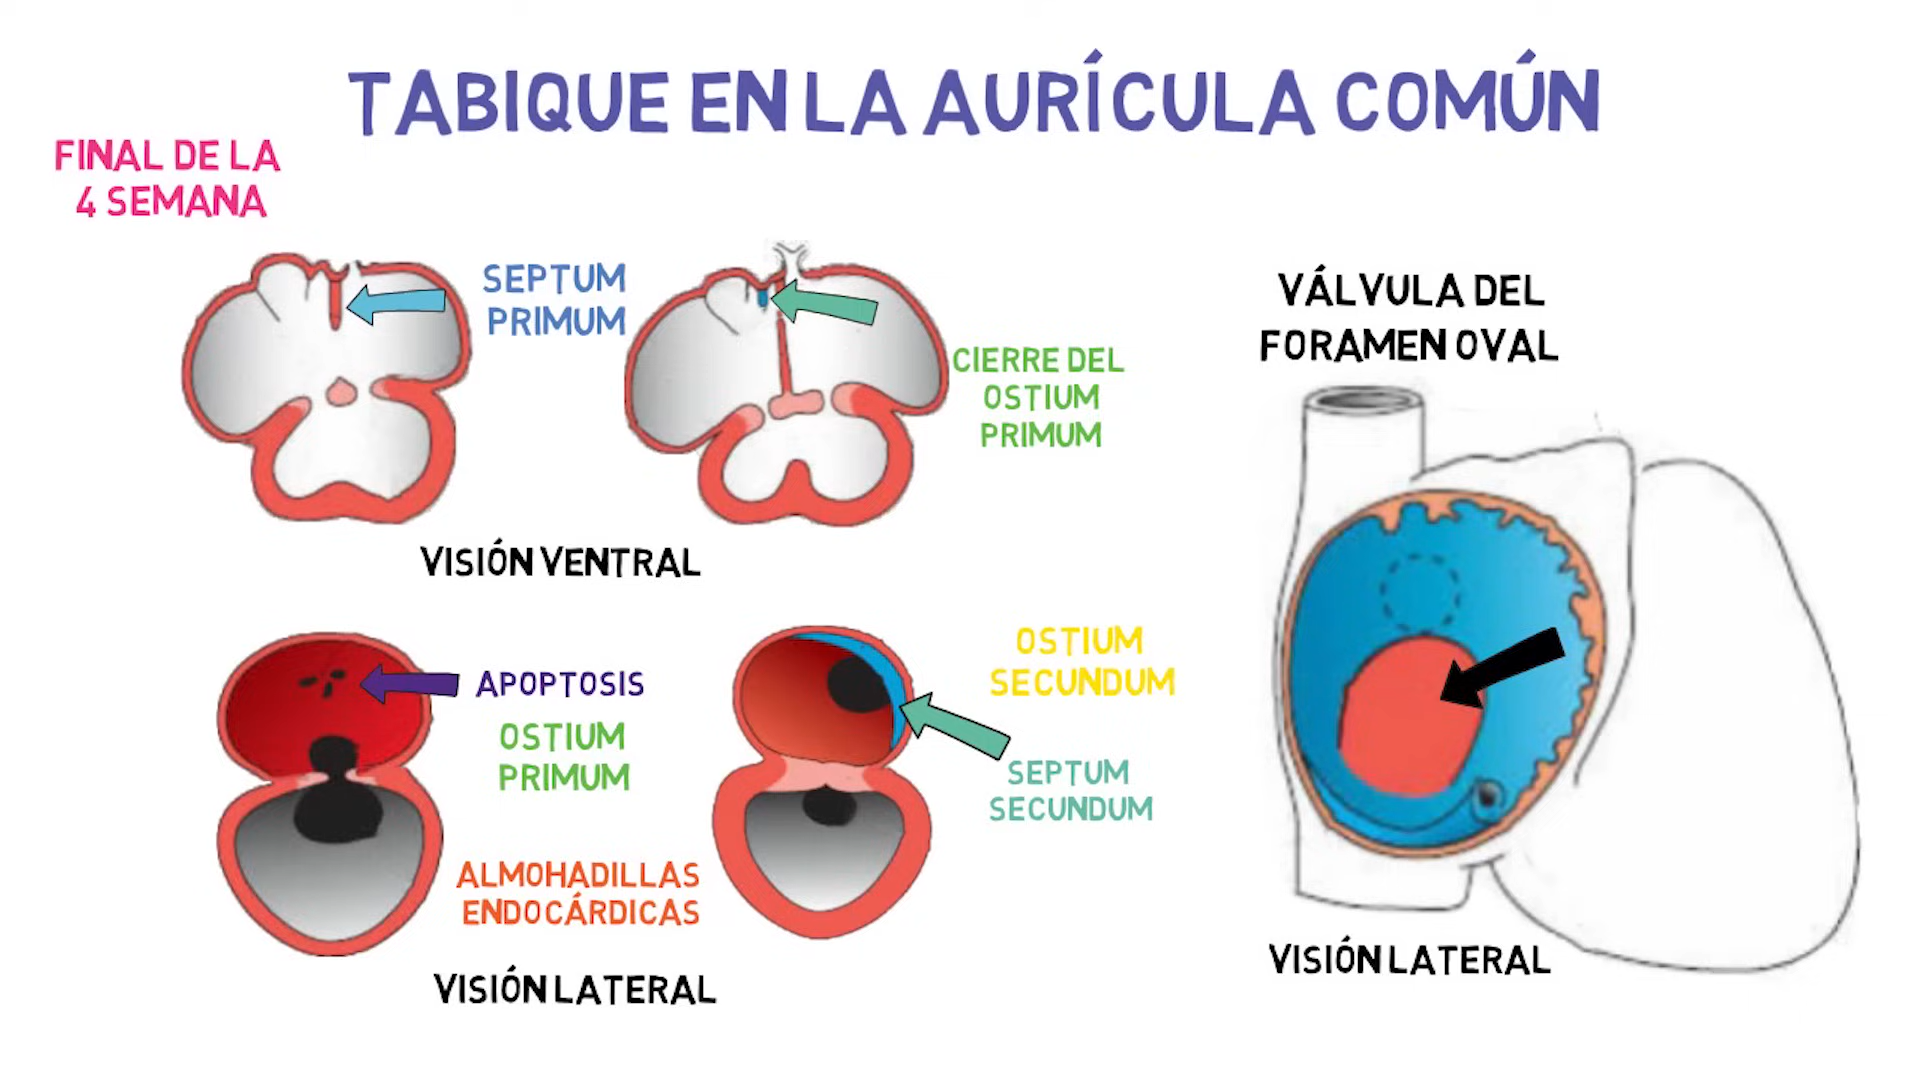 TABIQUE EN LA AURÍCULA COMÚN
FINAL DE LA
4 SEMANA
SEPTUM
PRIMUM
CIERRE DEL
OSTIUM
PRIMUM
VISIÓN VENTRAL
APOPTOSIS
OSTIUM
PRIMUM
ALMOHADILLAS
ENDOCÁRDICAS
OSTIUM
SECUNDUM
SEPTUM
SECUNDUM
VISIÓN LATERAL
VÁLVULA DEL
FORAMEN OVAL
VISIÓN LATERAL